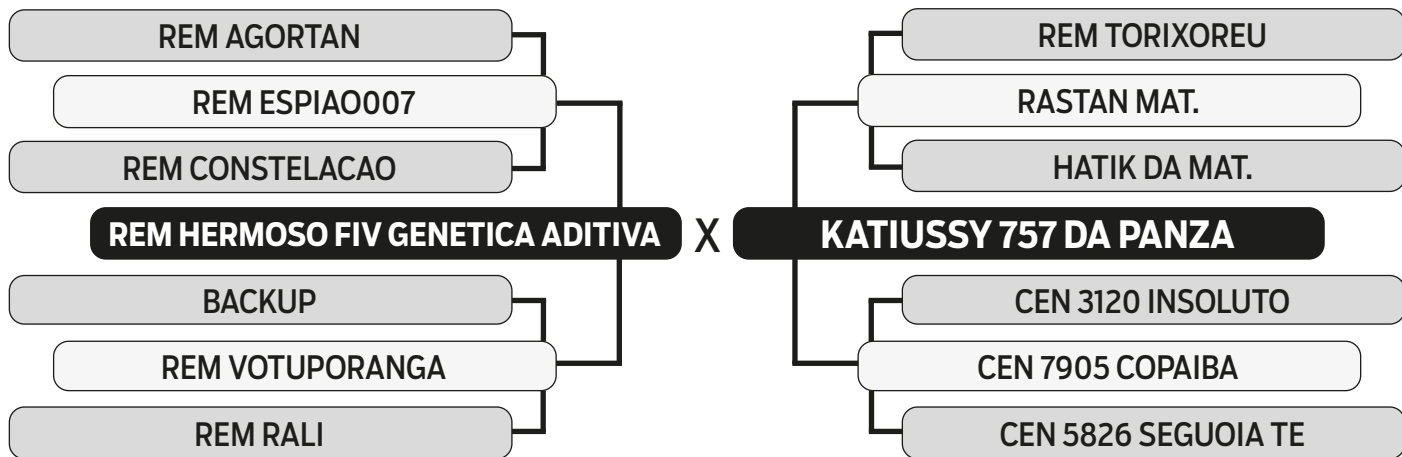 REM AGORTAN
REM ESPIAO007
REM CONSTELACAO
REM HERMOSO FIV GENETICA ADITIVA
BACKUP
REM VOTUPORANGA
REM RALI
X
REM TORIXOREU
RASTAN MAT.
HATIK DA MAT.
KATIUSSY 757 DA PANZA
CEN 3120 INSOLUTO
CEN 7905 COPAIBA
CEN 5826 SEGUOIA TE